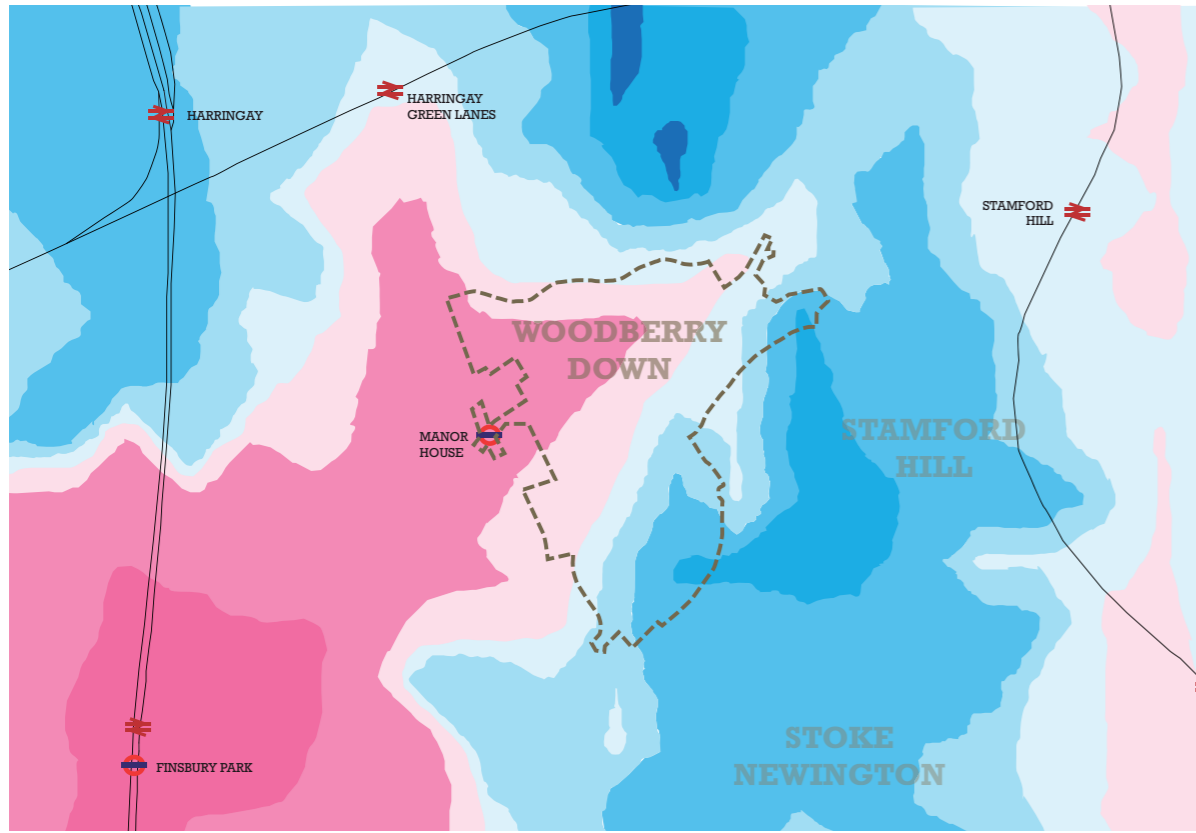 HARRINGAY
HARRINGAY
GREEN LANES
STAMFORD
HILL
WOODBERRY
DOWN
MANOR
HOUSE
STAMFORD
HILL
STOKE
NEWINGTON
FINSBURY PARK